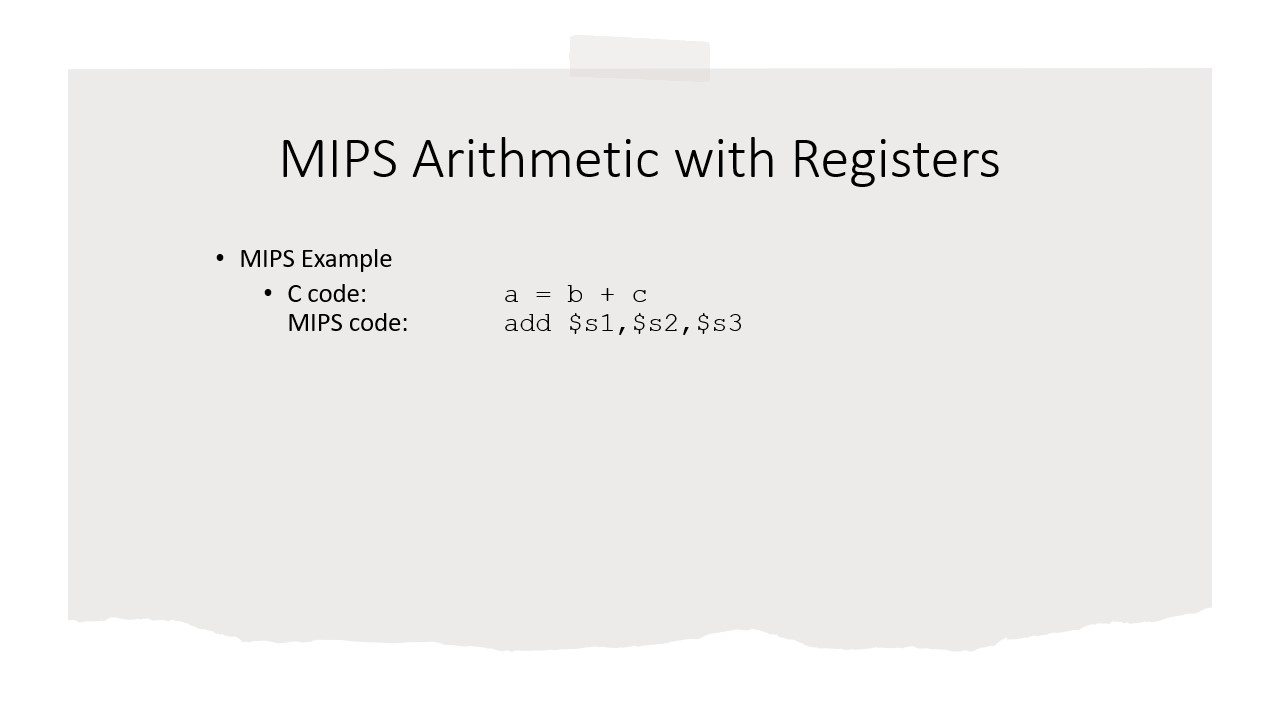 MIPS Arithmetic with Registers
• MIPS Example
• C code: a = b + c
MIPS code: add $s1,$s2,$s3